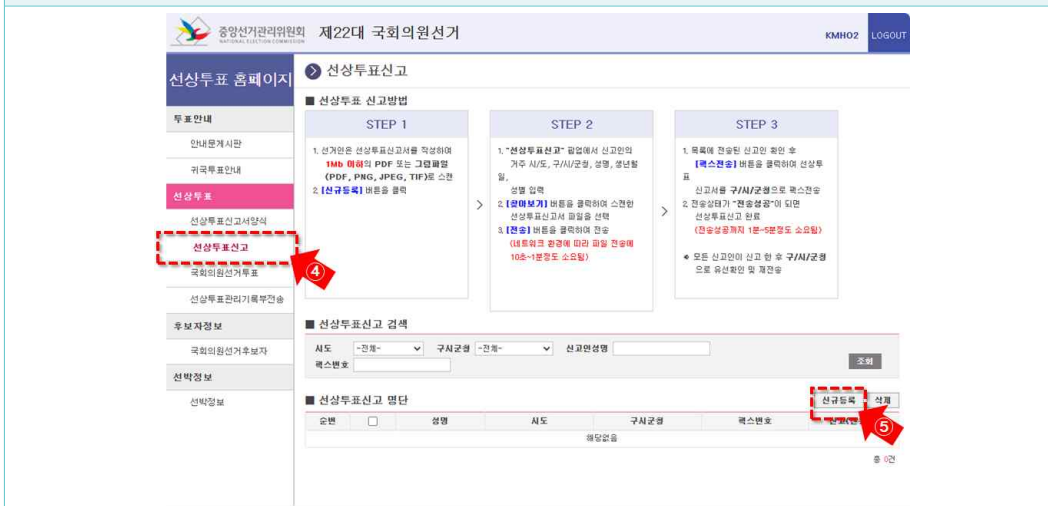 중앙선거관리위원회
NATIONAL ELECTION COMMISSION
제22대 국회의원선거
KMH02
LOGOUT
선상투표 홈페이지
투표안내
안내문게시판
귀국투표안내
선상투표
선상투표신고서양식
선상투표신고
④
국회의원선거투표
선상투표관리기록부전송
후보자정보
국회의원선거후보자
선박정보
선박정보
선상투표신고
■ 선상투표 신고방법
STEP 1
1. 선거인은 선상투표신고서를 작성하여
1Mb 이하의 PDF 또는 그림파일
(PDF, PNG, JPEG, TIF)로 스캔
2. [신규등록] 버튼을 클릭
>
STEP 2
1. "선상투표신고" 팝업에서 신고인의
거주 시/도, 구/시/군청, 성명, 생년월
일,
성별 입력
2. [찾아보기] 버튼을 클릭하여 스캔한
선상투표신고서 파일을 선택
3. [전송] 버튼을 클릭하여 전송
(네트워크 환경에 따라 파일 전송에
10초~1분정도 소요됨)
>
STEP 3
1. 목록에 전송된 신고인 확인 후
[팩스전송] 버튼을 클릭하여 선상투
표
신고서를 구/시/군청으로 팩스전송
2. 전송상태가 "전송성공"이 되면
선상투표신고 완료
(전송성공까지 1분~5분정도 소요됨)
※ 모든 신고인이 신고 한 후 구/시/군청
으로 유선확인 및 재전송
■ 선상투표신고 검색
시도 -전체- 구시군청 -전체- 신고인성명
팩스번호
조회
■ 선상투표신고 명단
신규등록 삭제
순번 성명 시도 구시군청 팩스번호
⑤
해당없음
총 0건